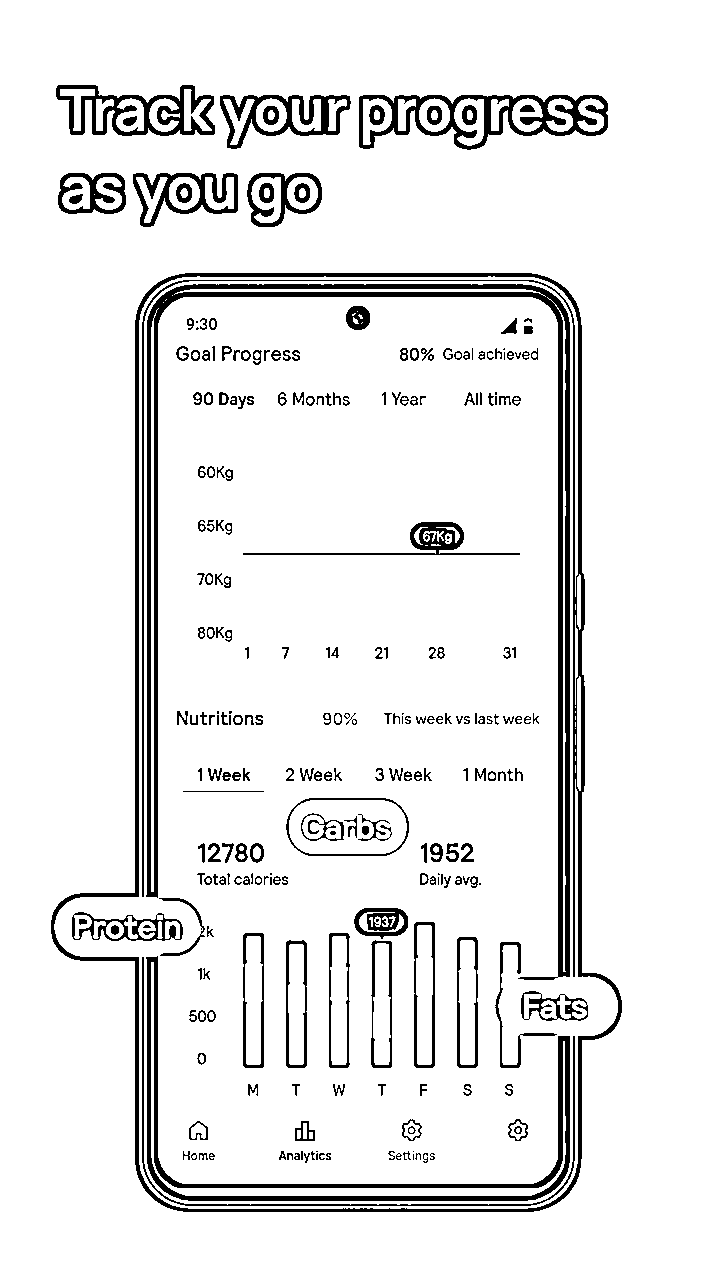 Track your progress
as you go
9:30
Goal Progress 80% Goal achieved
90 Days 6 Months 1 Year All time
60Kg
65Kg
67Kg
70Kg
80Kg
1 7 14 21 28 31
Nutritions 90% This week vs last week
1 Week 2 Week 3 Week 1 Month
Carbs
12780 1952
Total calories Daily avg.
Protein
2k
1937
1k
500
Fats
0
M T W T F S S
Home Analytics Settings